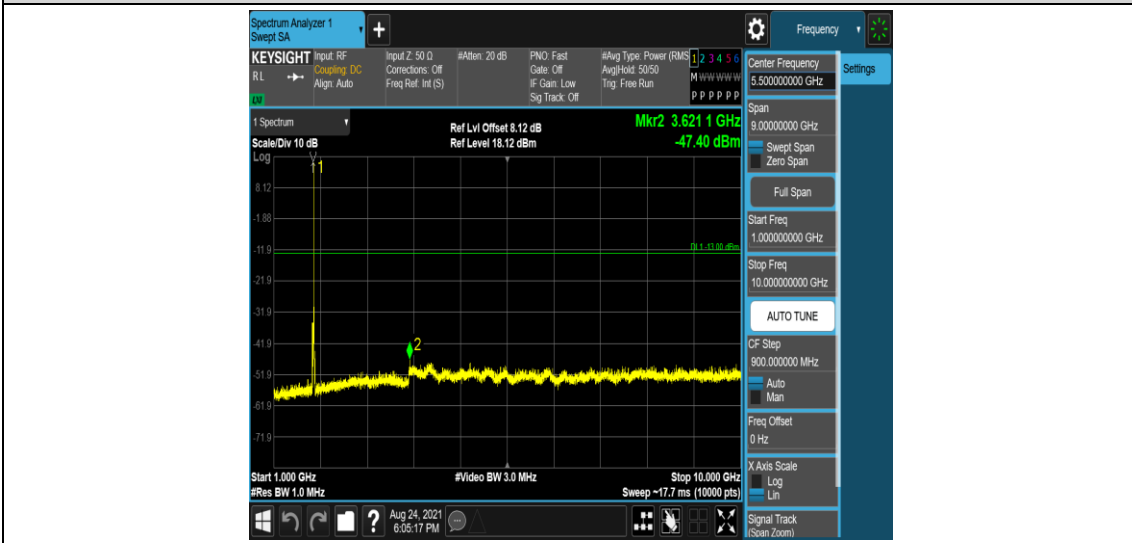 Spectrum Analyzer 1
Swept SA
+
Frequency
KEYSIGHT
RL
Input: RF
Coupling: DC
Align: Auto
Input Z: 50 Ω
Corrections: Off
Freq Ref: Int (S)
#Atten: 20 dB
PNO: Fast
Gate: Off
IF Gain: Low
Sig Track: Off
#Avg Type: Power (RMS
Avg|Hold: 50/50
Trig: Free Run
1 2 3 4 5 6
M W W W W W
P P P P P P
1 Spectrum
Scale/Div 10 dB
Log
Ref Lvl Offset 8.12 dB
Ref Level 18.12 dBm
Mkr2 3.621 1 GHz
-47.40 dBm
1
8.12
-1.88
-11.9
DL1 -13.00 dBm
-21.9
-31.9
-41.9
2
-51.9
-61.9
-71.9
Start 1.000 GHz
#Video BW 3.0 MHz
Stop 10.000 GHz
#Res BW 1.0 MHz
Sweep ~17.7 ms (10000 pts)
?
Aug 24, 2021
6:05:17 PM
Center Frequency
5.50000000 GHz
Settings
Span
9.00000000 GHz
Swept Span
Zero Span
Full Span
Start Freq
1.000000000 GHz
Stop Freq
10.000000000 GHz
AUTO TUNE
CF Step
900.000000 MHz
Auto
Man
Freq Offset
0 Hz
X Axis Scale
Log
Lin
Signal Track
(Span Zoom)